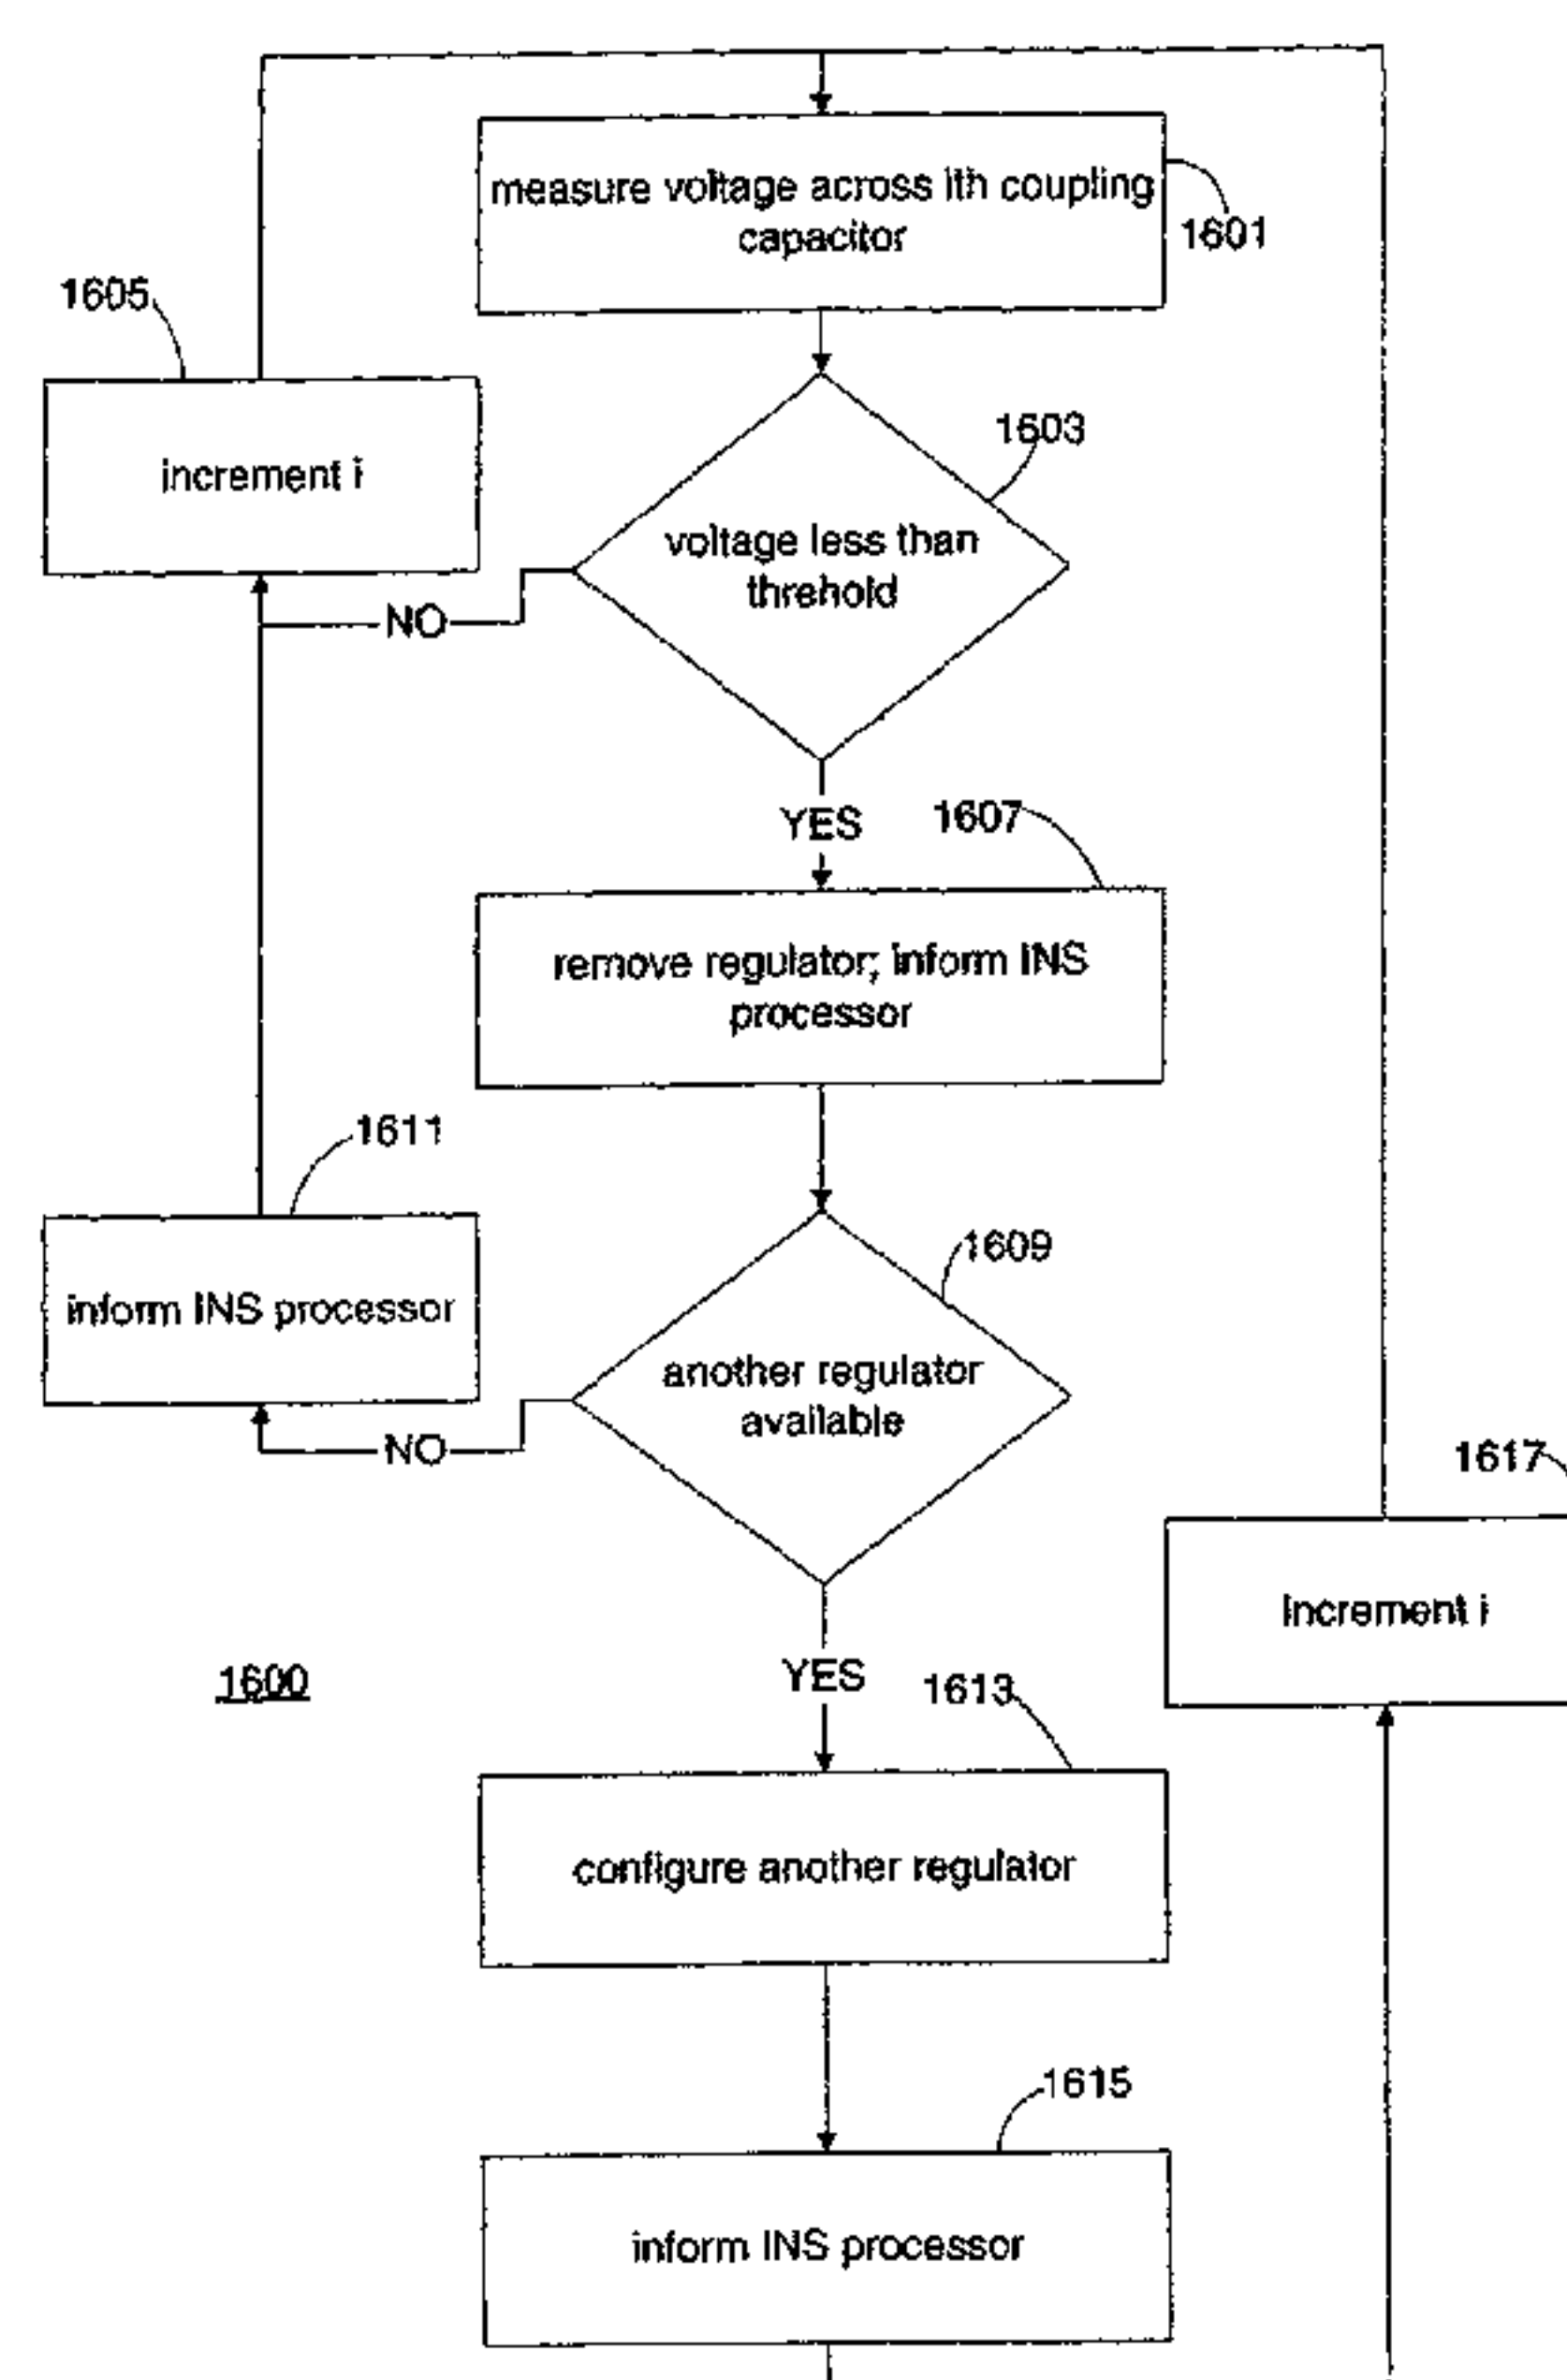 measure voltage across ith coupling
capacitor
1601
1605
increment i
1603
voltage less than
threhold
NO
YES
1607
remove regulator; inform INS
processor
1611
1609
inform INS processor
another regulator
available
NO
1617
increment i
YES
1600
1613
configure another regulator
1615
inform INS processor